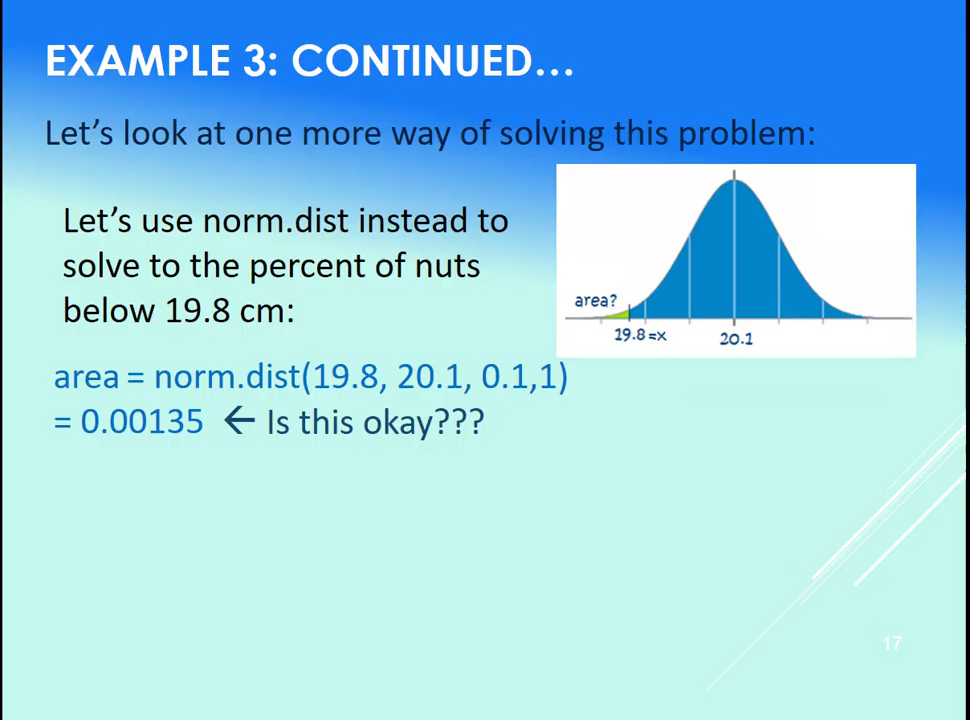 EXAMPLE 3: CONTINUED…
Let's look at one more way of solving this problem:
Let's use norm.dist instead to
solve to the percent of nuts
below 19.8 cm:
area?
19.8=x
20.1
area = norm.dist(19.8, 20.1, 0.1,1)
= 0.00135 ← Is this okay???
17